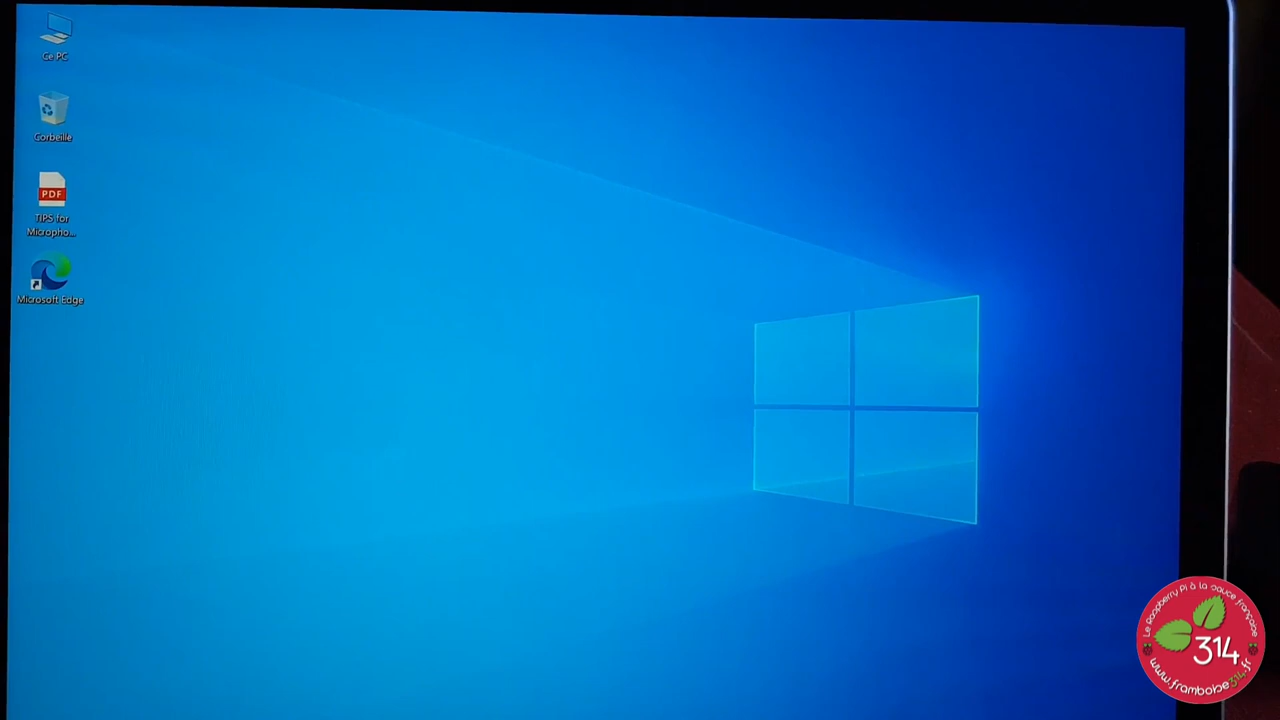 Ce PC
Corbeille
PDF
TIPS for
Micropho...
Microsoft Edge
Le Raspberry Pi à la sauce française
314
www.framboise314.fr